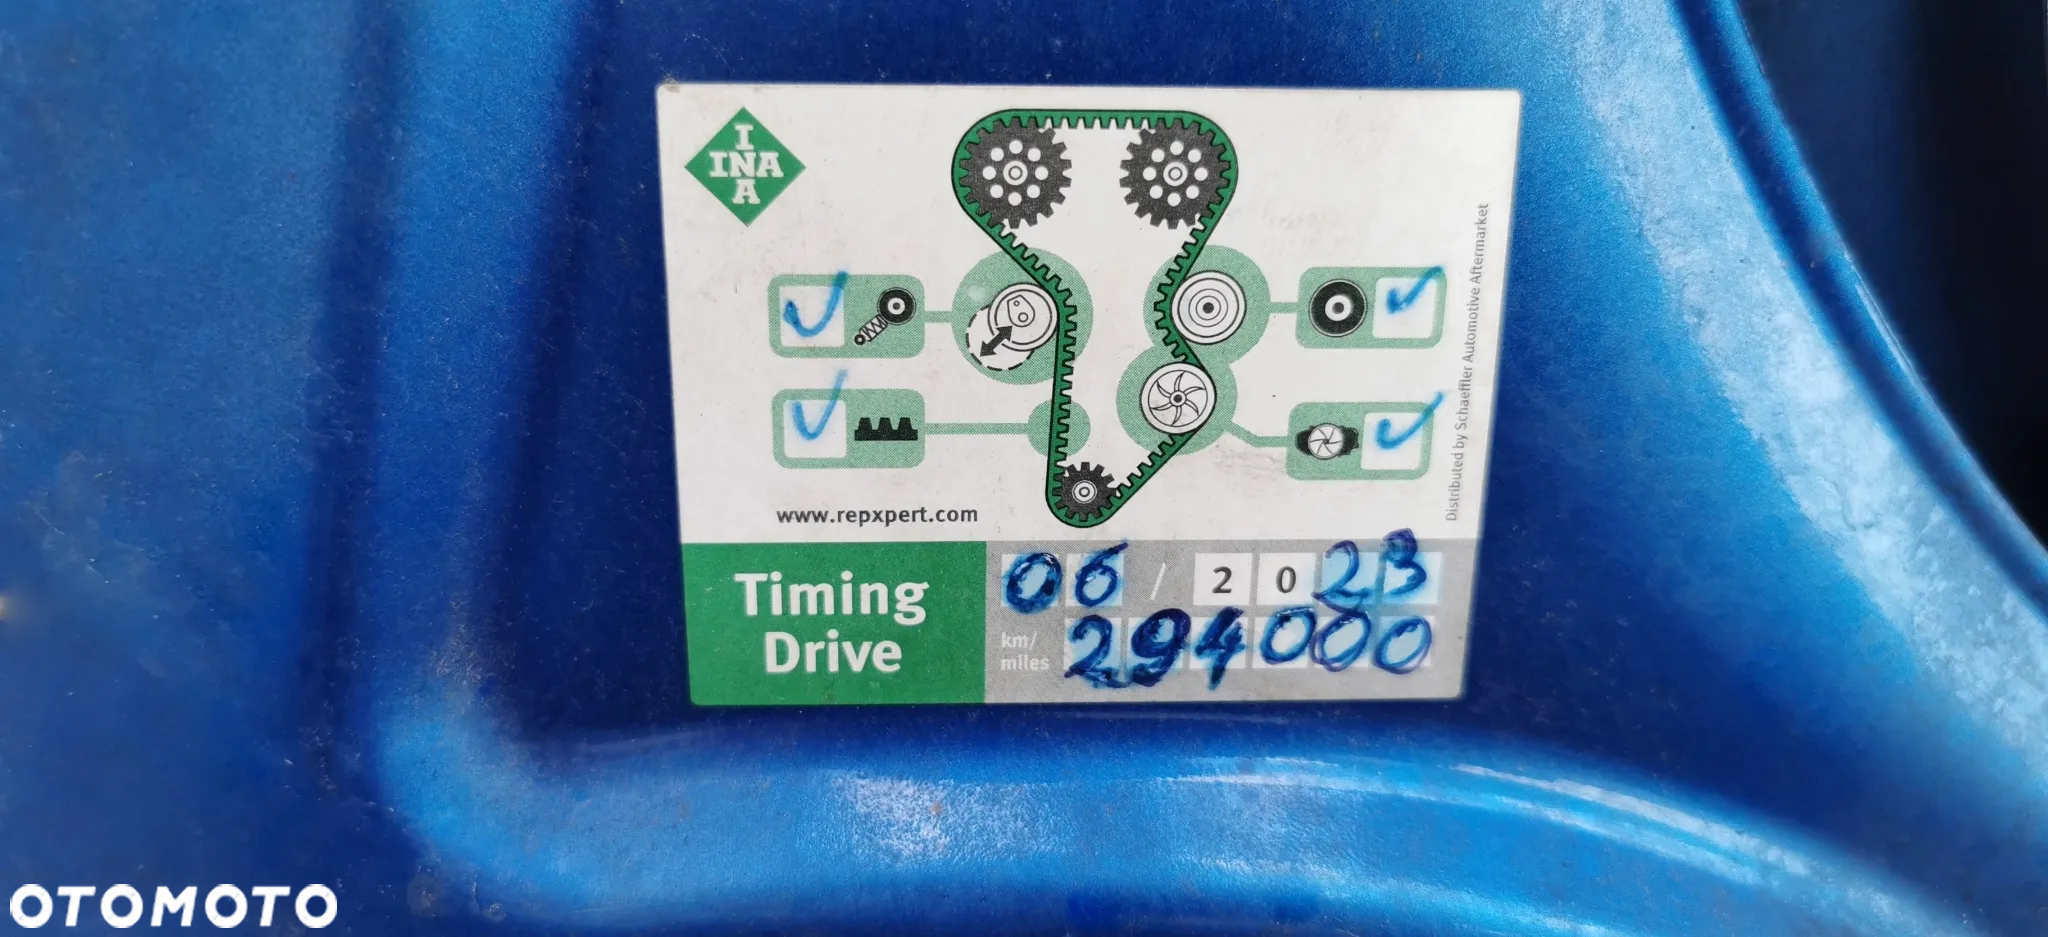 I
INA
A
www.repxpert.com
Distributed by Schaeffler Automotive Aftermarket
Timing
Drive
06 / 2023
km/
miles
294000
OTOMOTO